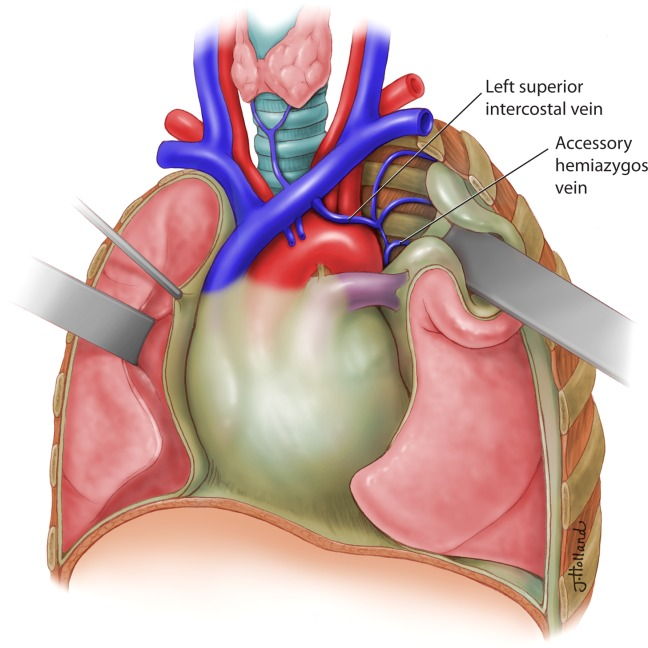 Left superior
intercostal vein
Accessory
hemiazygos
vein
J. Holland